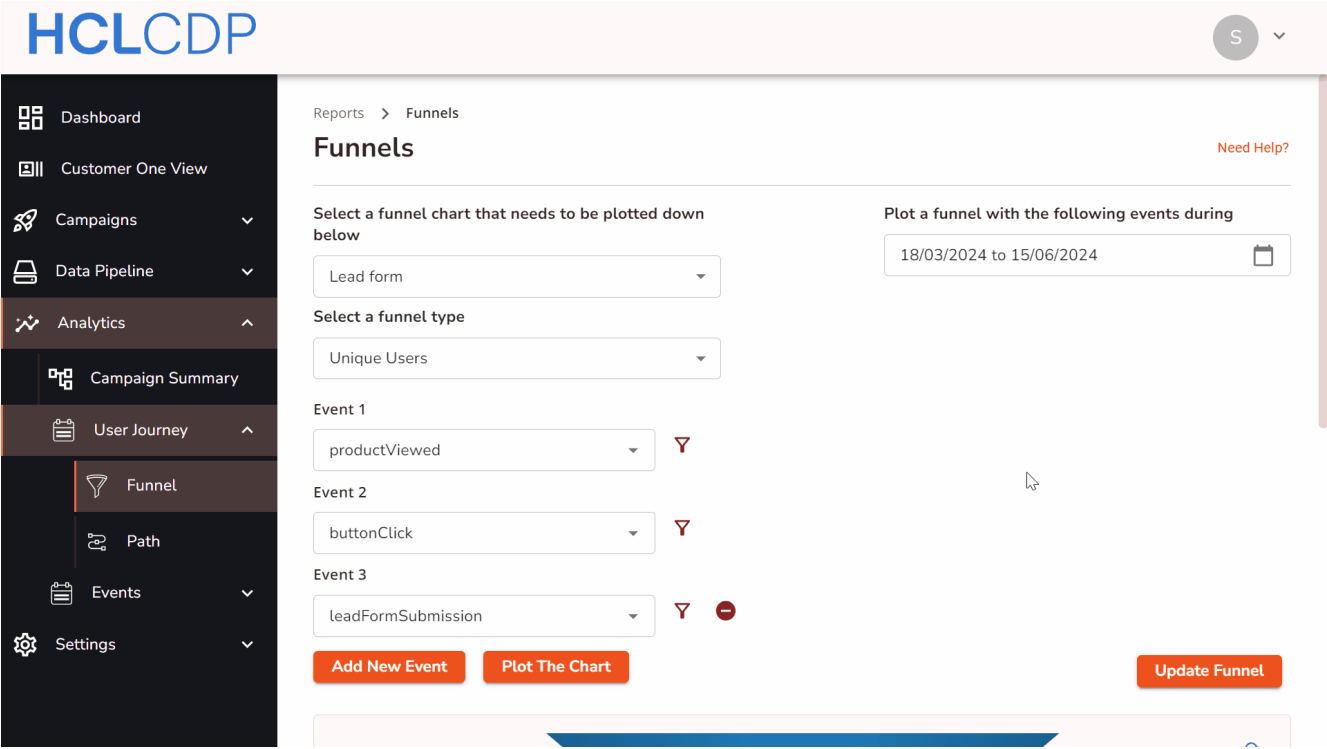 HCLCDP
S
Dashboard
Customer One View
Campaigns
Data Pipeline
Analytics
Campaign Summary
User Journey
Funnel
Path
Events
Settings
Reports > Funnels
Funnels
Need Help?
Select a funnel chart that needs to be plotted down
below
Lead form
Plot a funnel with the following events during
18/03/2024 to 15/06/2024
Select a funnel type
Unique Users
Event 1
productViewed
Event 2
buttonClick
Event 3
leadFormSubmission
Add New Event
Plot The Chart
Update Funnel